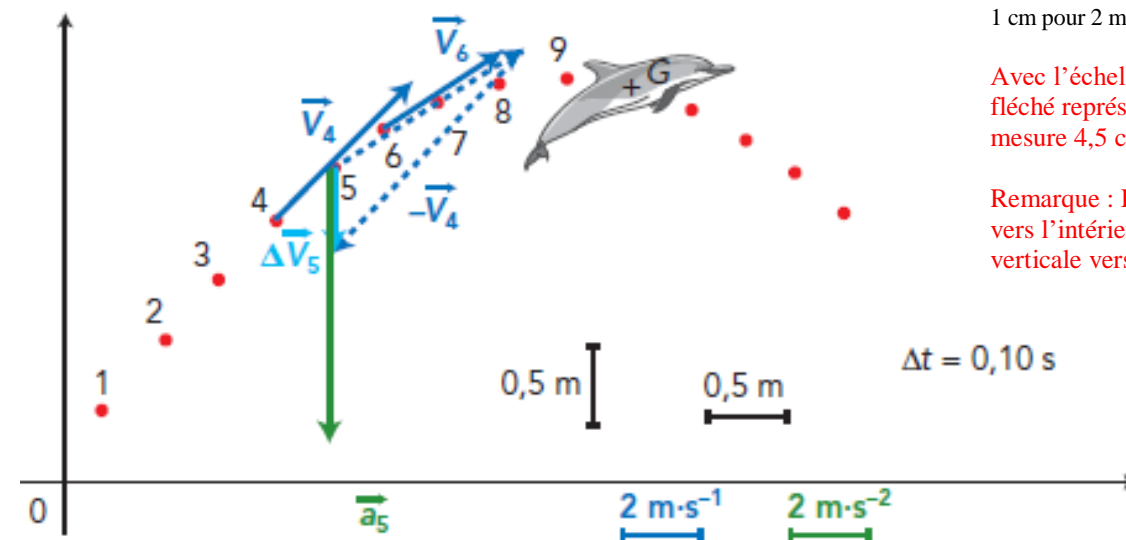 1 cm pour 2 m
Avec l’échel
fléché représ
mesure 4,5 c
Remarque : 
vers l’intérie
verticale vers
V₆
9
G
V₄
8
7
6
5
4
–V₄
ΔV₅
3
2
1
0,5 m
0,5 m
Δt = 0,10 s
0
a₅
2 m·s⁻¹
2 m·s⁻²